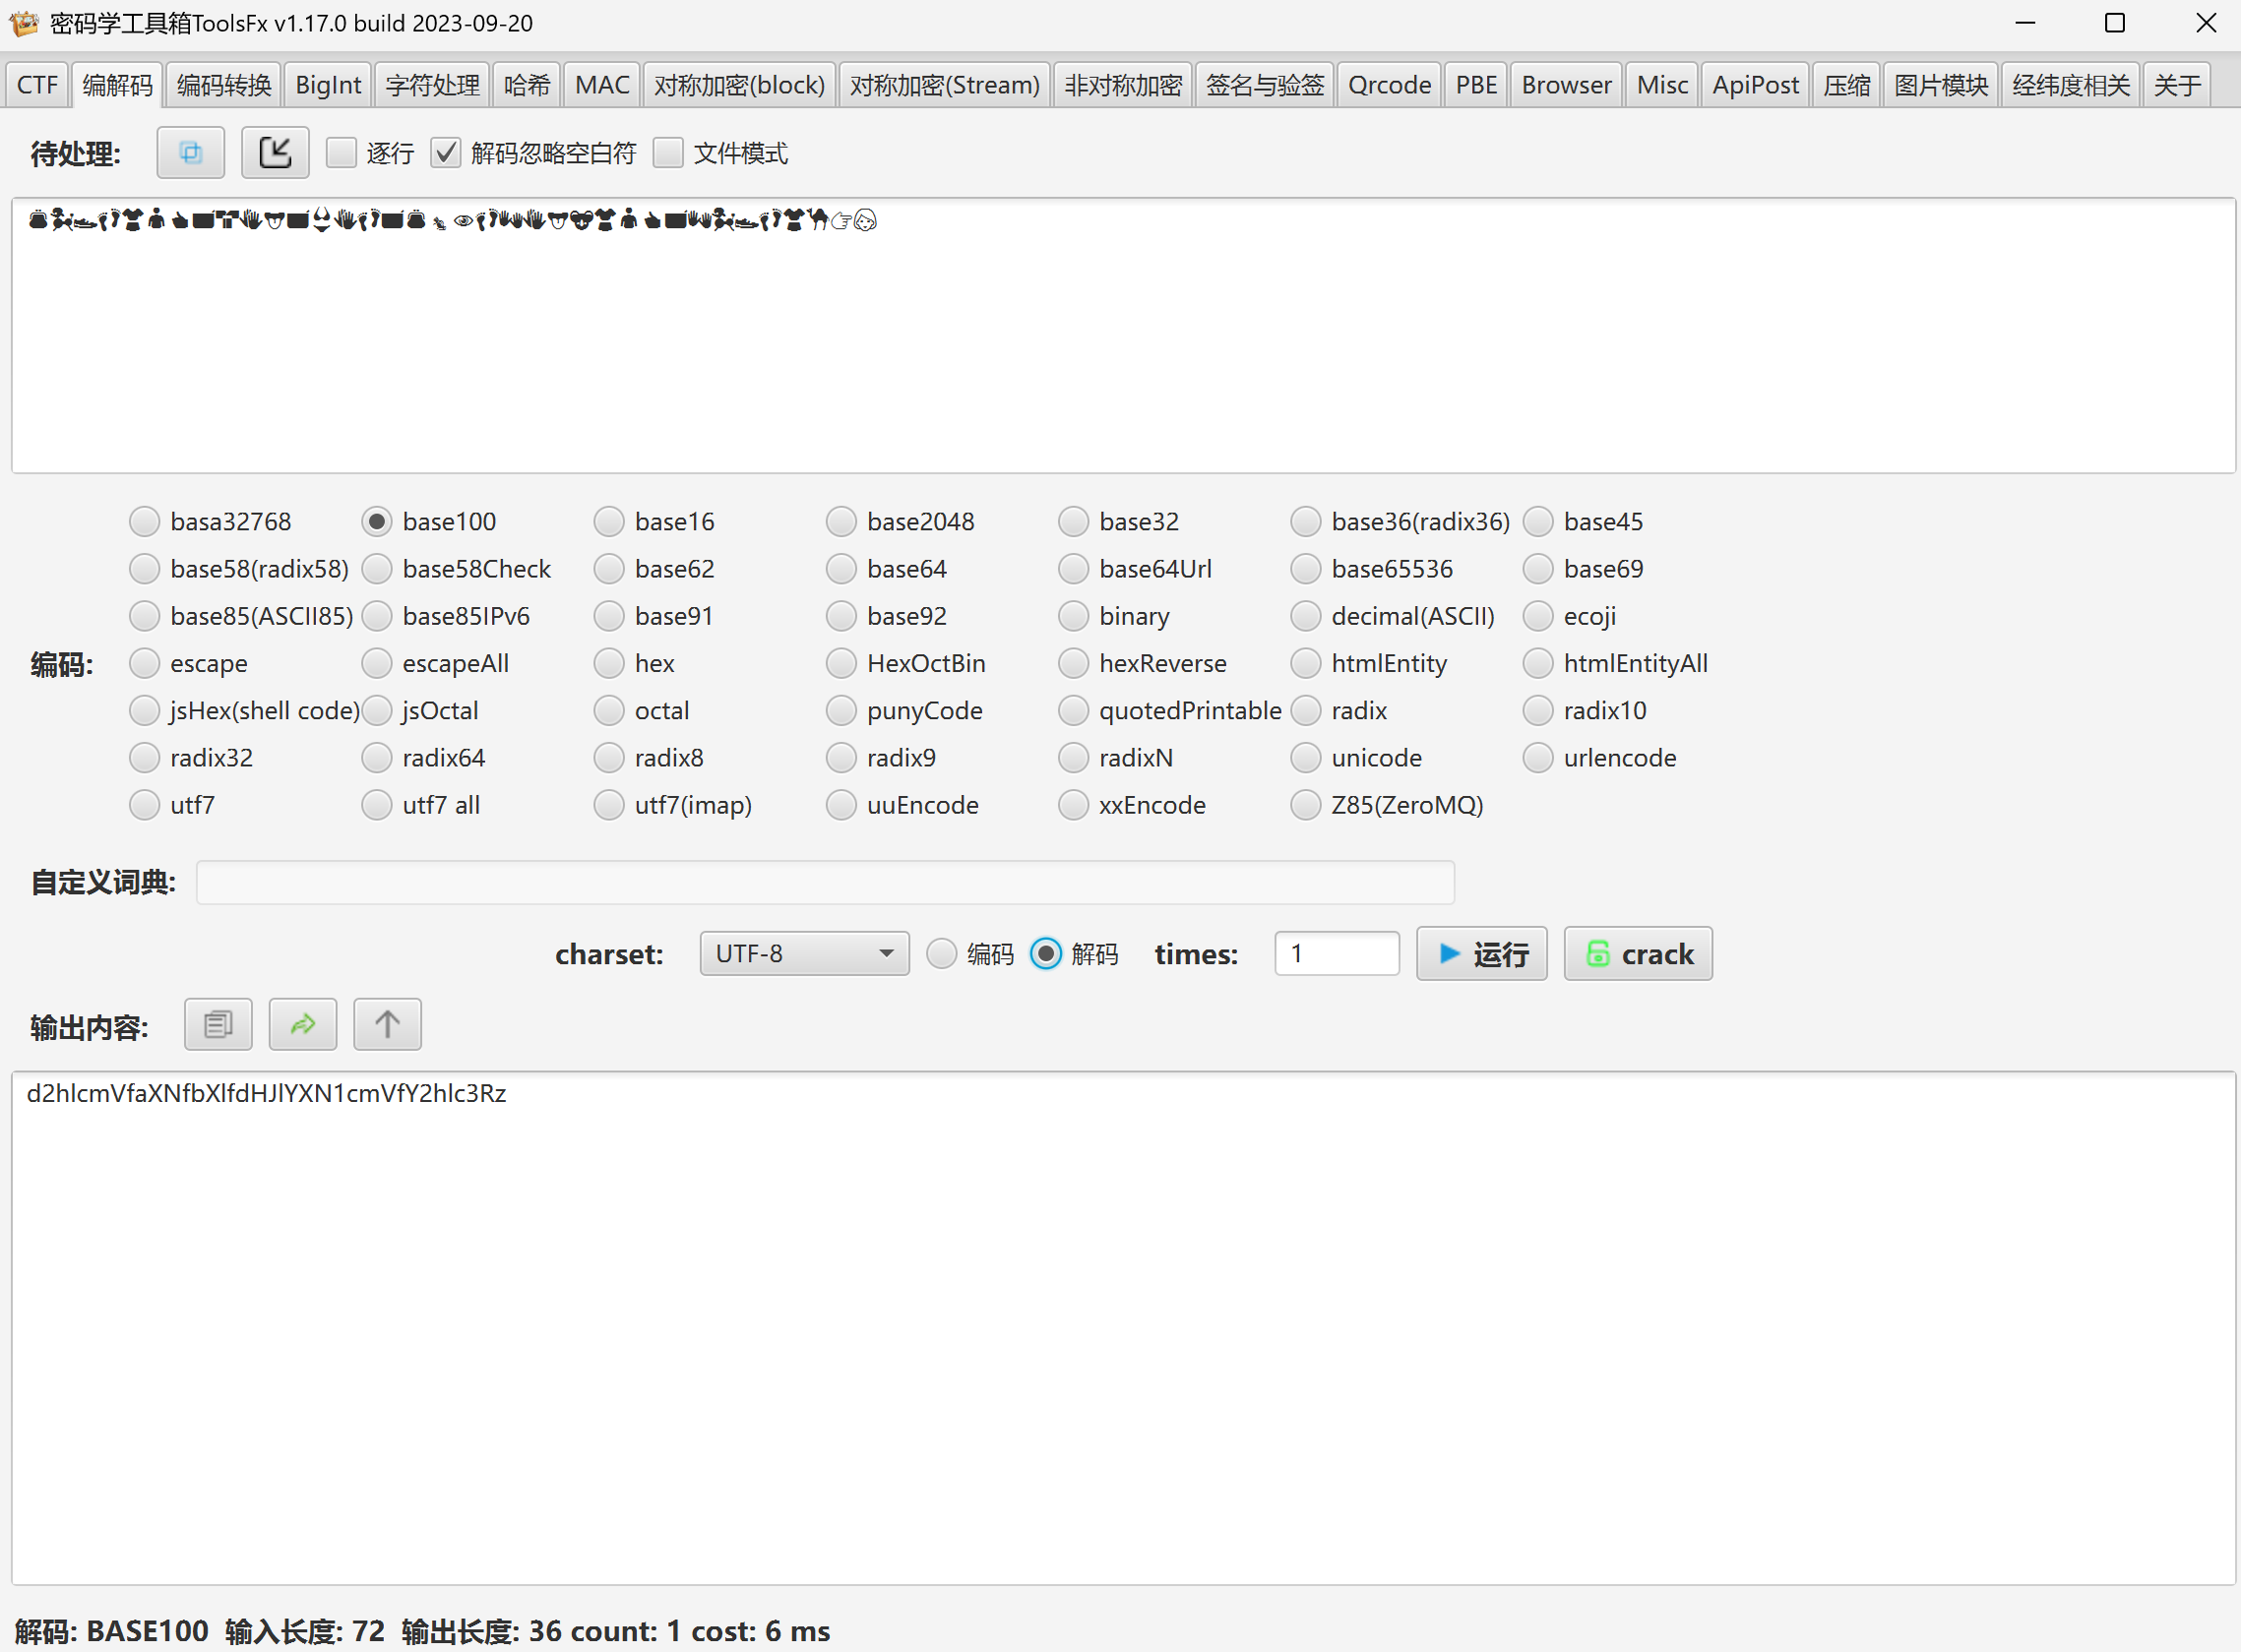 密码学工具箱ToolsFx v1.17.0 build 2023-09-20
CTF 编解码 编码转换 BigInt 字符处理 哈希 MAC 对称加密(block) 对称加密(Stream) 非对称加密 签名与验签 Qrcode PBE Browser Misc ApiPost 压缩 图片模块 经纬度相关 关于
待处理: 逐行 解码忽略空白符 文件模式
basa32768 base100 base16 base2048 base32 base36(radix36) base45
base58(radix58) base58Check base62 base64 base64Url base65536 base69
base85(ASCII85) base85IPv6 base91 base92 binary decimal(ASCII) ecoji
编码: escape escapeAll hex HexOctBin hexReverse htmlEntity htmlEntityAll
jsHex(shell code) jsOctal octal punyCode quotedPrintable radix radix10
radix32 radix64 radix8 radix9 radixN unicode urlencode
utf7 utf7 all utf7(imap) uuEncode xxEncode Z85(ZeroMQ)
自定义词典:
charset: UTF-8 编码 解码 times: 1 运行 crack
输出内容:
d2hlcmVfaXNfbXlfdHJlYXN1cmVfY2hlc3Rz
解码: BASE100 输入长度: 72 输出长度: 36 count: 1 cost: 6 ms